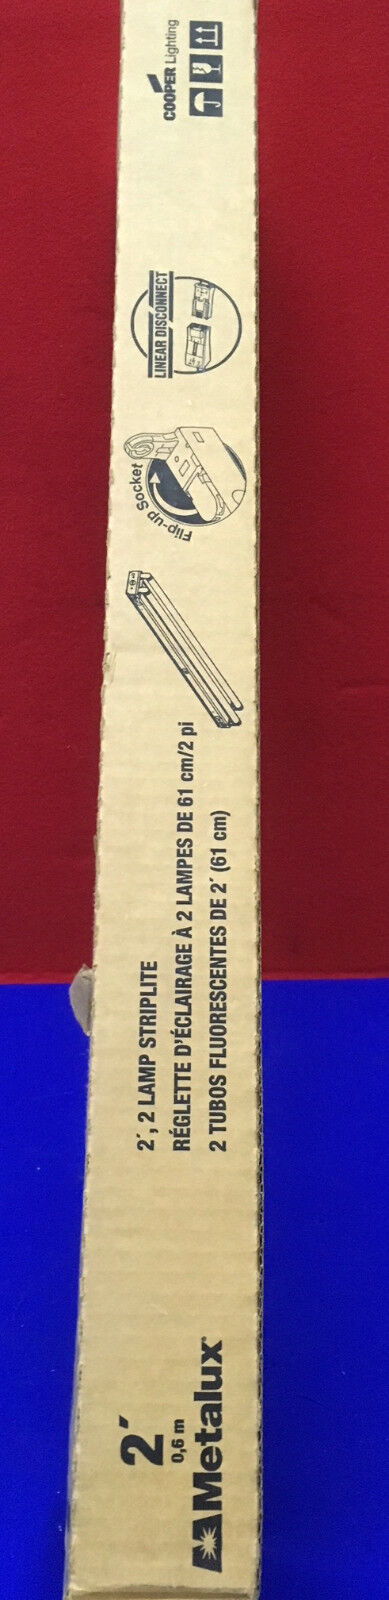 2´
0,6 m
Metalux®
2´, 2 LAMP STRIPLITE
RÉGLETTE D'ÉCLAIRAGE À 2 LAMPES DE 61 cm/2 pi
2 TUBOS FLUORESCENTES DE 2´ (61 cm)
Flip-up Socket
LINEAR DISCONNECT
COOPER Lighting